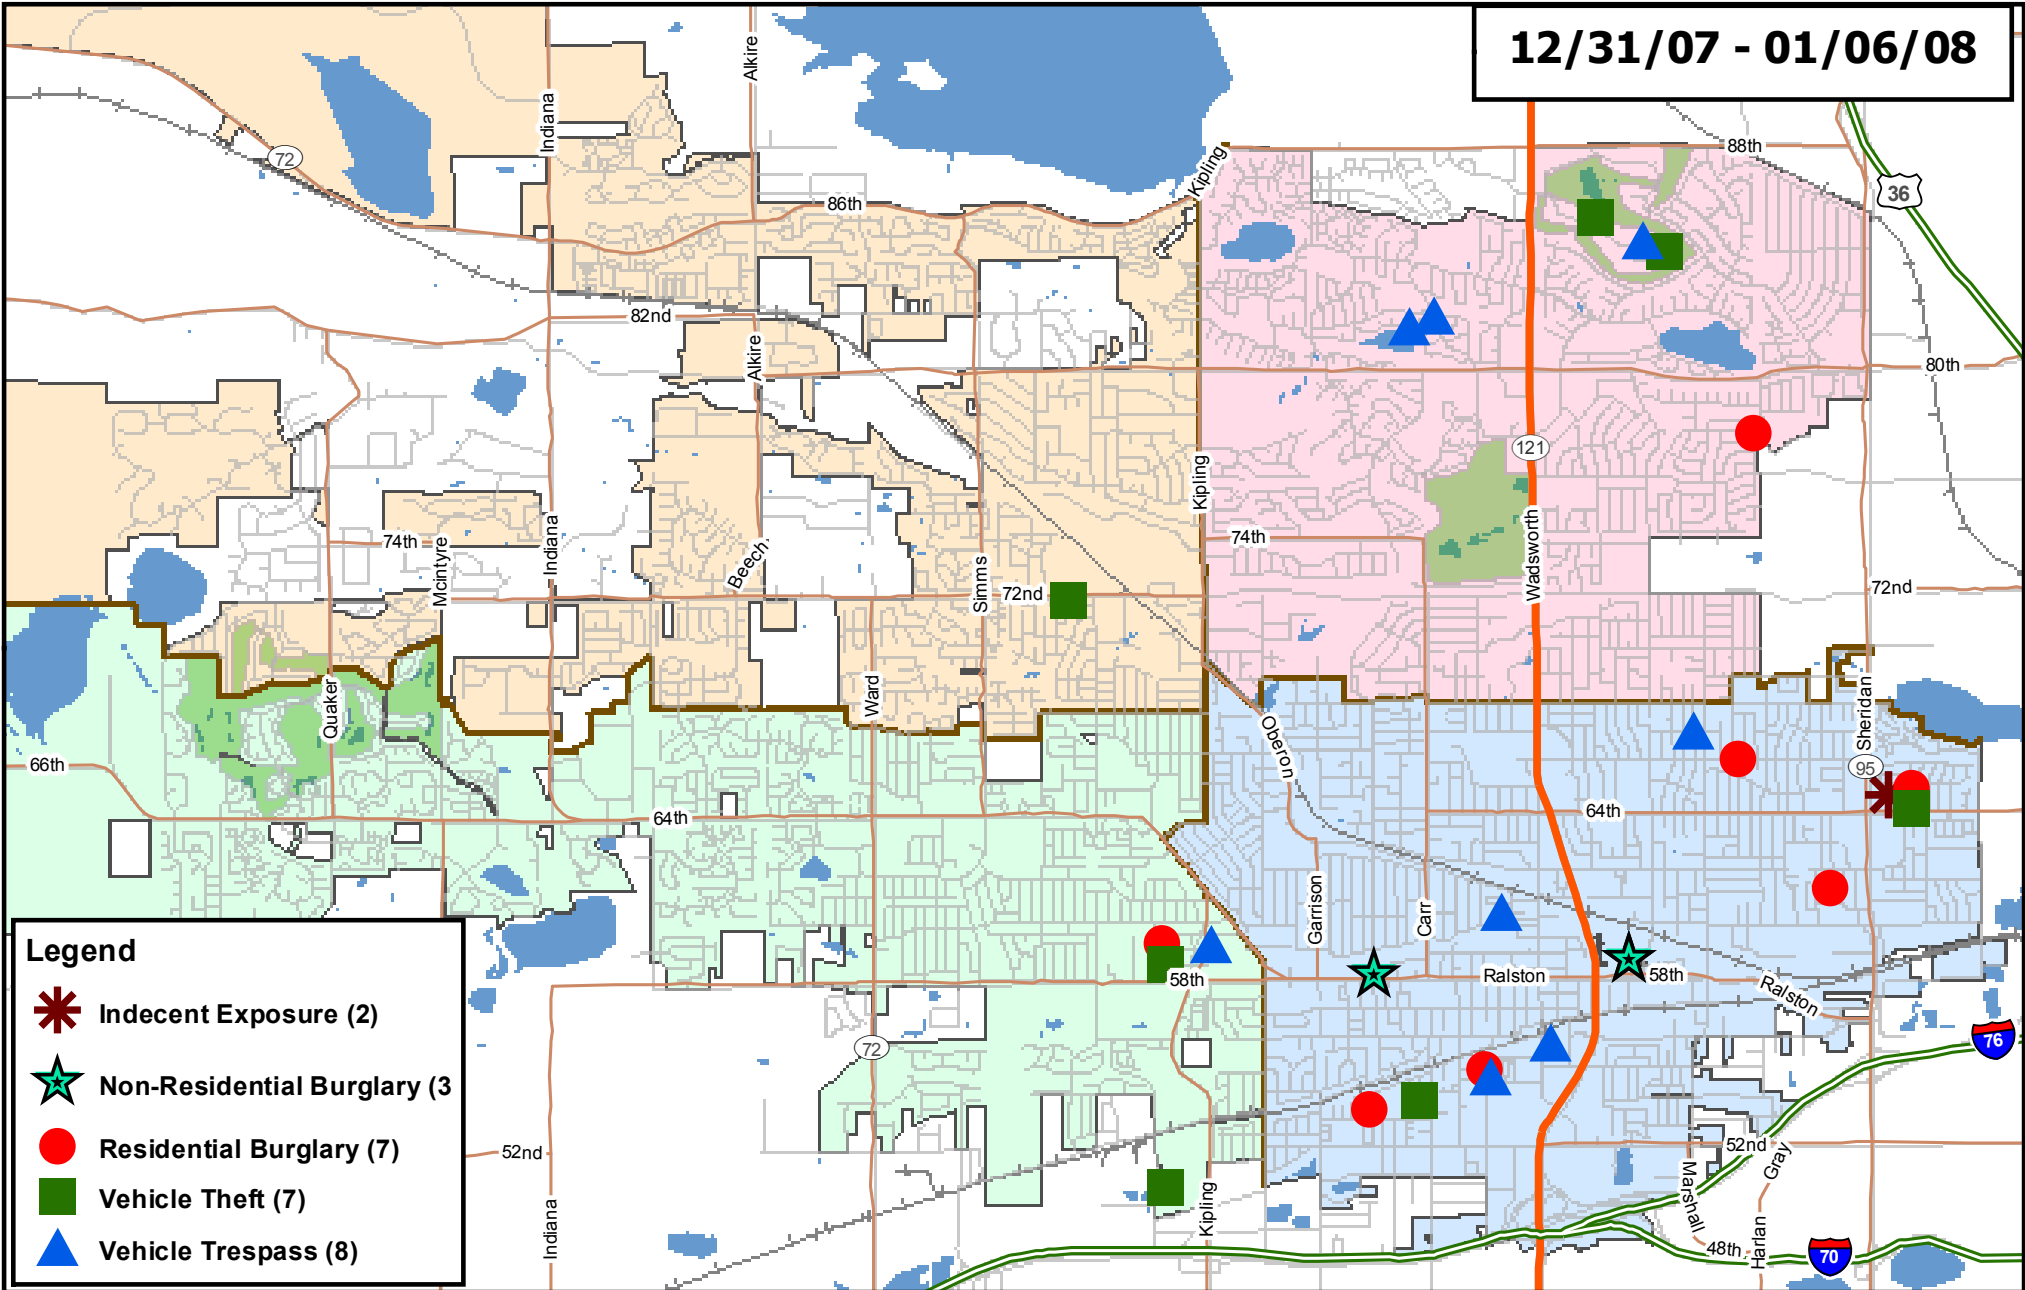 12/31/07 - 01/06/08
Alkire
Indiana
Kipling
88th
72
36
86th
82nd
Alkire
80th
121
Kipling
74th
Mcintyre
Indiana
Beech
Simms
72nd
74th
Wadsworth
72nd
Quaker
Ward
Oberon
Sheridan
66th
95
64th
64th
Garrison
Carr
58th
Ralston
58th
Ralston
72
76
52nd
52nd
Gray
Marshall
Indiana
Kipling
Harlan
48th
70
Legend
Indecent Exposure (2)
Non-Residential Burglary (3
Residential Burglary (7)
Vehicle Theft (7)
Vehicle Trespass (8)